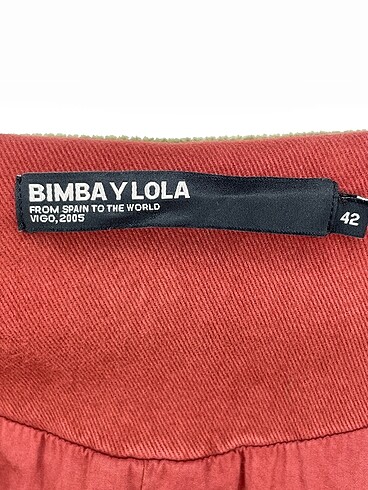 BIMBA Y LOLA
FROM SPAIN TO THE WORLD
VIGO, 2005
42